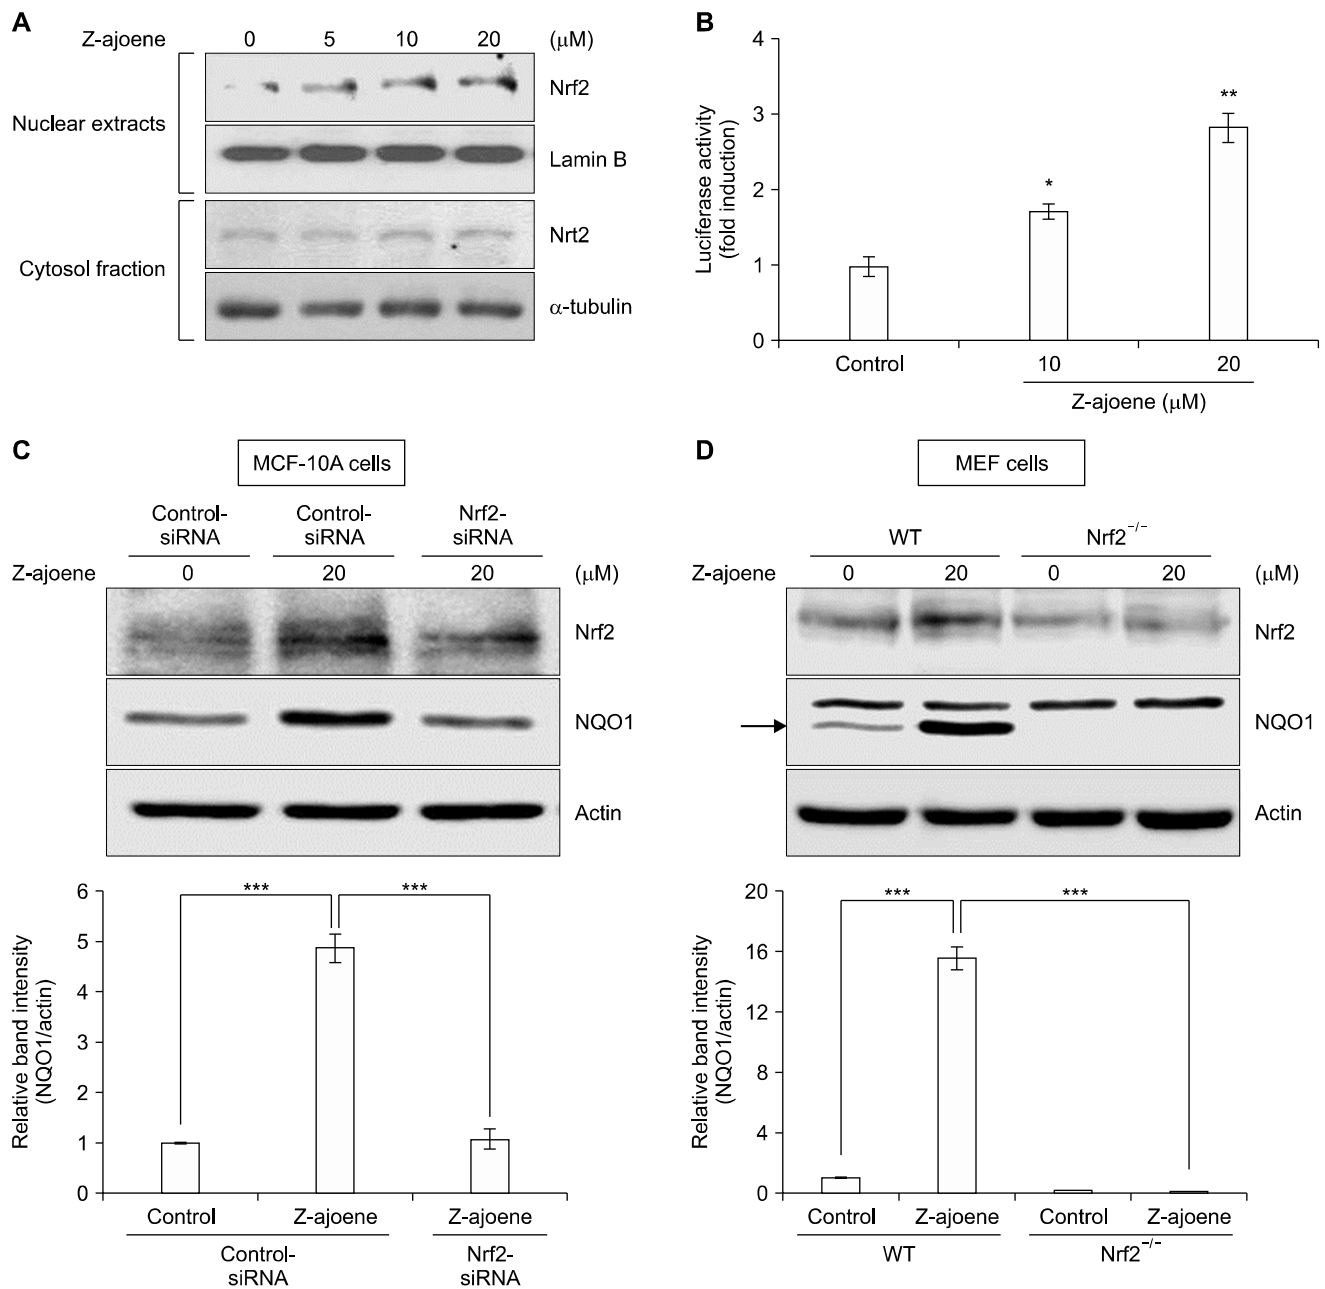 A
Z-ajoene 0 5 10 20 (μM)
Nuclear extracts
Nrf2
Lamin B
Cytosol fraction
Nrt2
α-tubulin
B
Luciferase activity
(fold induction)
4
3
2
1
0
*
**
Control 10 20
Z-ajoene (μM)
C
MCF-10A cells
Control-
siRNA
Control-
siRNA
Nrf2-
siRNA
Z-ajoene 0 20 20 (μM)
Nrf2
NQO1
Actin
Relative band intensity
(NQO1/actin)
6
5
4
3
2
1
0
*** ***
Control Z-ajoene Z-ajoene
Control-
siRNA
Nrf2-
siRNA
D
MEF cells
WT Nrf2⁻/⁻
Z-ajoene 0 20 0 20 (μM)
Nrf2
NQO1
Actin
Relative band intensity
(NQO1/actin)
20
16
12
8
4
0
*** ***
Control Z-ajoene Control Z-ajoene
WT Nrf2⁻/⁻